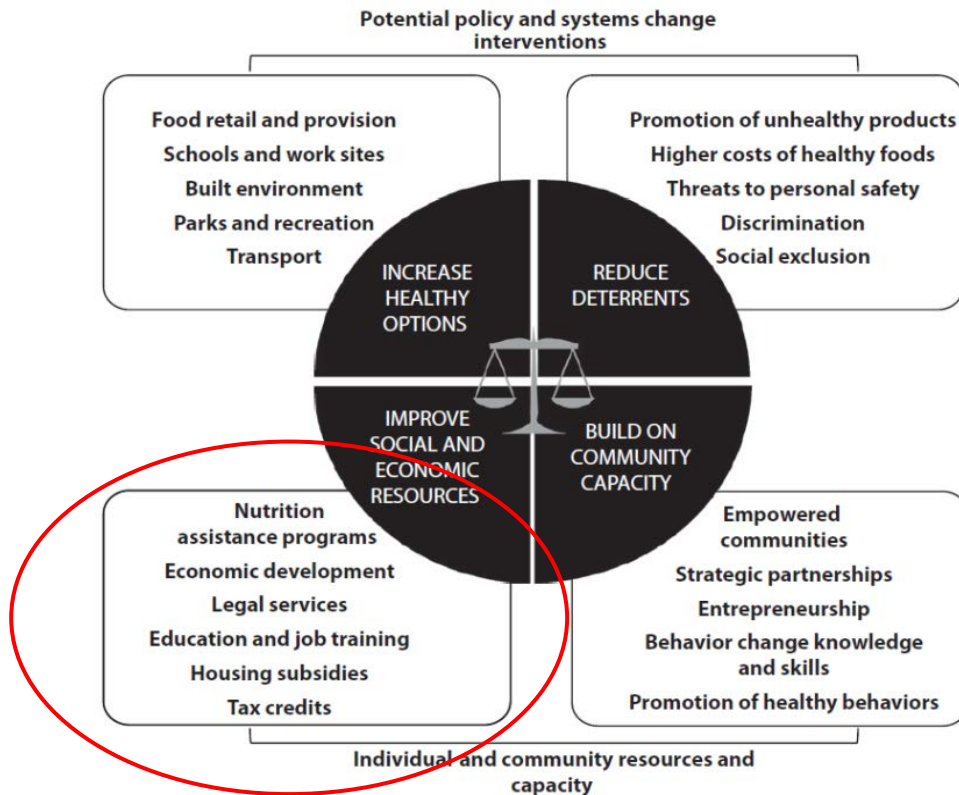 Potential policy and systems change
interventions
Food retail and provision
Schools and work sites
Built environment
Parks and recreation
Transport
Promotion of unhealthy products
Higher costs of healthy foods
Threats to personal safety
Discrimination
Social exclusion
INCREASE
HEALTHY
OPTIONS
REDUCE
DETERRENTS
IMPROVE
SOCIAL AND
ECONOMIC
RESOURCES
BUILD ON
COMMUNITY
CAPACITY
Nutrition
assistance programs
Economic development
Legal services
Education and job training
Housing subsidies
Tax credits
Empowered
communities
Strategic partnerships
Entrepreneurship
Behavior change knowledge
and skills
Promotion of healthy behaviors
Individual and community resources and
capacity